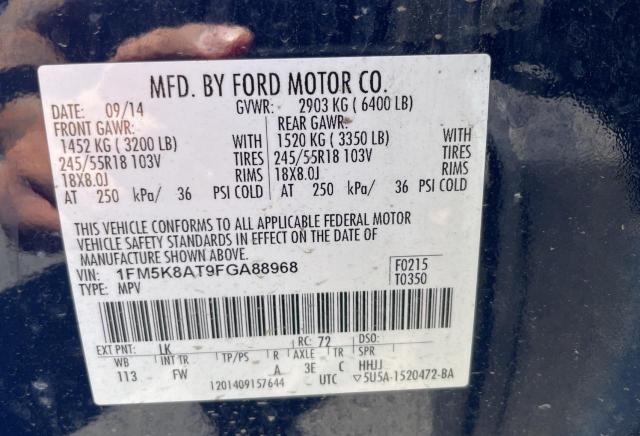 MFD. BY FORD MOTOR CO.
DATE: 09/14 GVWR: 2903 KG ( 6400 LB)
FRONT GAWR: REAR GAWR:
1452 KG ( 3200 LB) WITH 1520 KG ( 3350 LB) WITH
245/55R18 103V TIRES 245/55R18 103V TIRES
18X8.0J RIMS 18X8.0J RIMS
AT 250 kPa/ 36 PSI COLD AT 250 kPa/ 36 PSI COLD
THIS VEHICLE CONFORMS TO ALL APPLICABLE FEDERAL MOTOR
VEHICLE SAFETY STANDARDS IN EFFECT ON THE DATE OF
MANUFACTURE SHOWN ABOVE.
VIN: 1FM5K8AT9FGA88968 F0215
TYPE: MPV T0350
EXT PNT: LK RC: 72 DSO:
WB INT TR TP/PS R AXLE TR SPR
113 FW A 3E C HHJJ
1201409157644 UTC ▽5U5A-1520472-BA